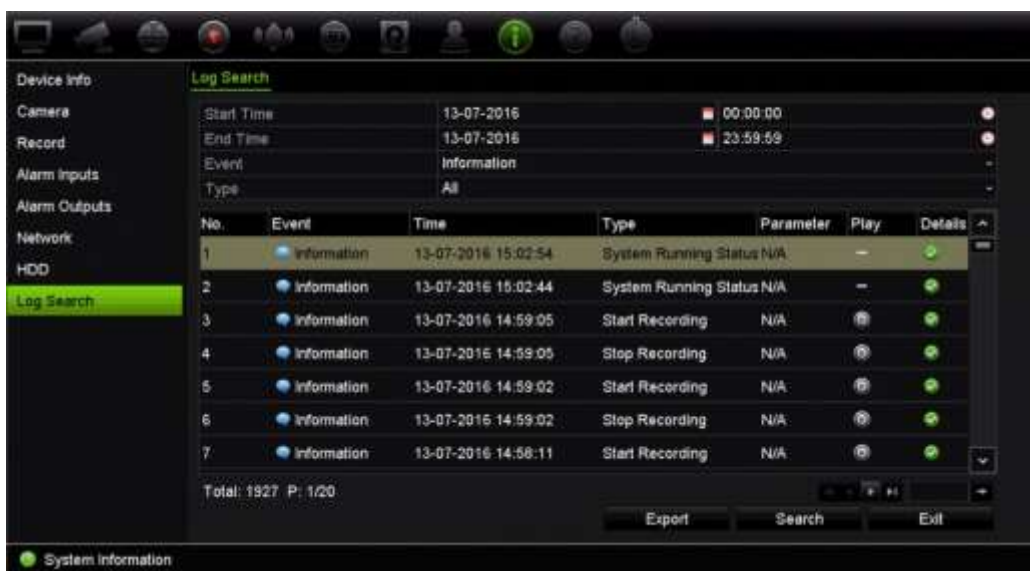 Device Info
Log Search
Camera
Start Time 13-07-2016 00:00:00
Record
End Time 13-07-2016 23:59:59
Event Information
Alarm Inputs
Type All
Alarm Outputs
No. Event Time Type Parameter Play Details
Network
1 Information 13-07-2016 15:02:54 System Running Status N/A
HDD
2 Information 13-07-2016 15:02:44 System Running Status N/A
Log Search
3 Information 13-07-2016 14:59:05 Start Recording N/A
4 Information 13-07-2016 14:59:05 Stop Recording N/A
5 Information 13-07-2016 14:59:02 Start Recording N/A
6 Information 13-07-2016 14:59:02 Stop Recording N/A
7 Information 13-07-2016 14:58:11 Start Recording N/A
Total: 1927 P: 1/20
Export Search Exit
System Information